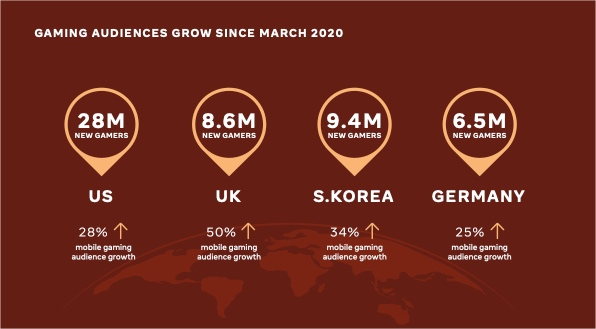 GAMING AUDIENCES GROW SINCE MARCH 2020
28M
NEW GAMERS
8.6M
NEW GAMERS
9.4M
NEW GAMERS
6.5M
NEW GAMERS
US
UK
S.KOREA
GERMANY
28%
mobile gaming
audience growth
50%
mobile gaming
audience growth
34%
mobile gaming
audience growth
25%
mobile gaming
audience growth